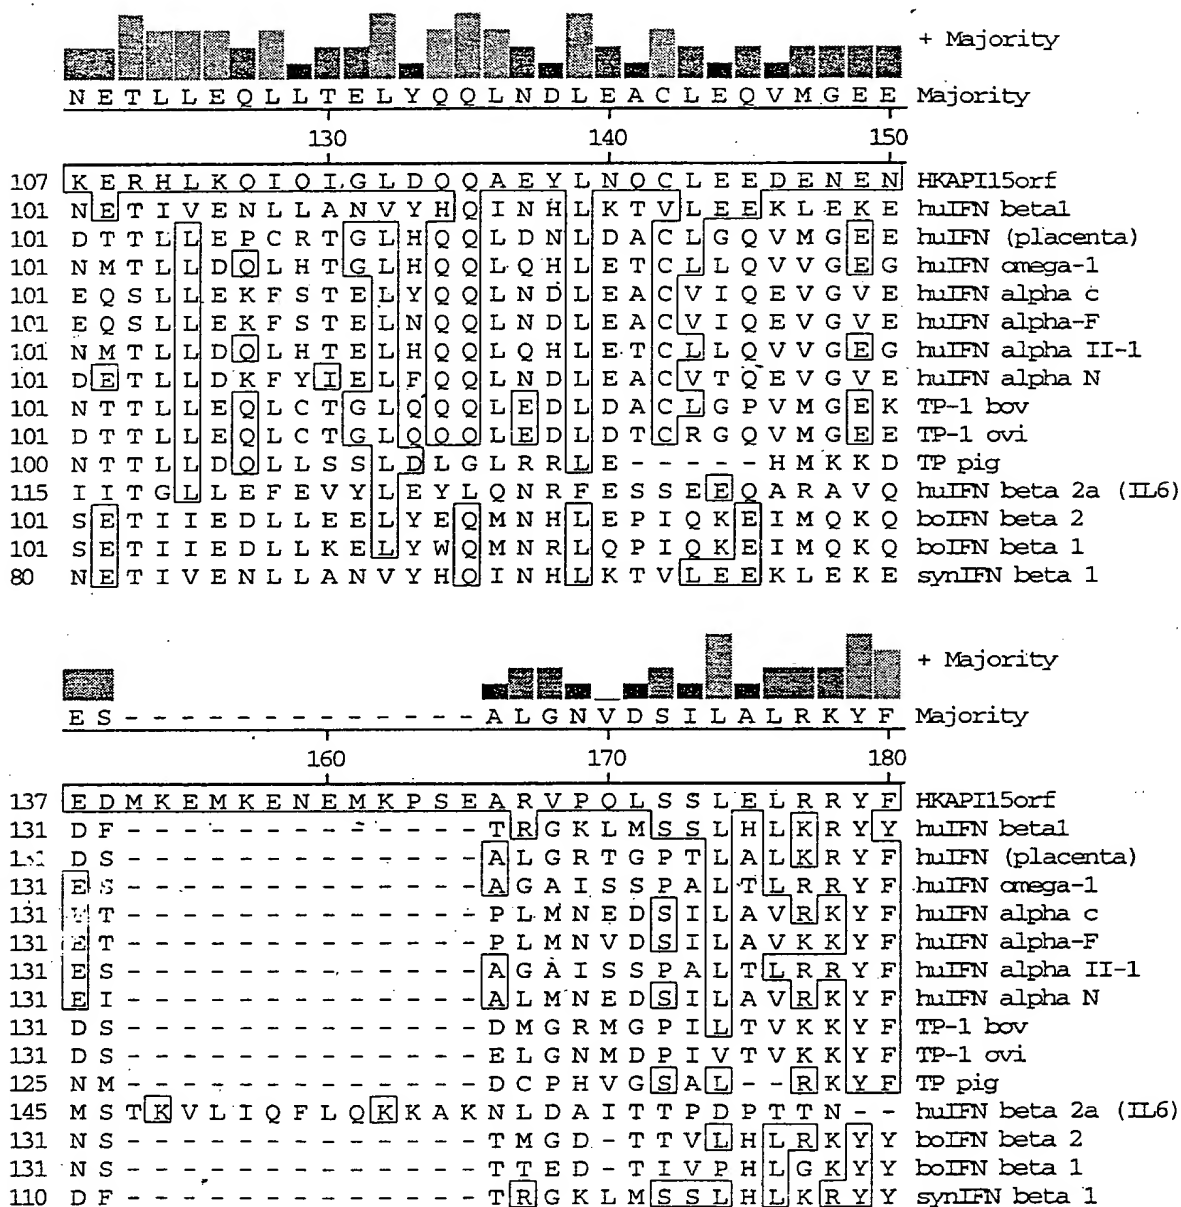 + Majority
N E T L L E Q L L T E L Y Q Q L N D L E A C L E Q V M G E E Majority
130 140 150
107 K E R H L K Q I Q I G L D Q Q A E Y L N Q C L E E D E N E N HKAPI15orf
101 N E T I V E N L L A N V Y H Q I N H L K T V L E E K L E K E huIFN beta1
101 D T T L L E P C R T G L H Q Q L D N L D A C L G Q V M G E E huIFN (placenta)
101 N M T L L D Q L H T G L H Q Q L Q H L E T C L L Q V V G E G huIFN omega-1
101 E Q S L L E K F S T E L Y Q Q L N D L E A C V I Q E V G V E huIFN alpha c
101 E Q S L L E K F S T E L N Q Q L N D L E A C V I Q E V G V E huIFN alpha-F
101 N M T L L D Q L H T E L H Q Q L Q H L E T C L L Q V V G E G huIFN alpha II-1
101 D E T L L D K F Y I E L F Q Q L N D L E A C V T Q E V G V E huIFN alpha N
101 N T T L L E Q L C T G L Q Q Q L E D L D A C L G P V M G E K TP-1 bov
101 D T T L L E Q L C T G L Q Q Q L E D L D T C R G Q V M G E E TP-1 ovi
100 N T T L L D Q L L S S L D L G L R R L E - - - - - H M K K D TP pig
115 I I T G L L E F E V Y L E Y L Q N R F E S S E E Q A R A V Q huIFN beta 2a (IL6)
101 S E T I I E D L L E E L Y E Q M N H L E P I Q K E I M Q K Q boIFN beta 2
101 S E T I I E D L L K E L Y W Q M N R L Q P I Q K E I M Q K Q boIFN beta 1
80 N E T I V E N L L A N V Y H Q I N H L K T V L E E K L E K E synIFN beta 1
+ Majority
E S - - - - - - - - - - - - - A L G N V D S I L A L R K Y F Majority
160 170 180
137 E D M K E M K E N E M K P S E A R V P Q L S S L E L R R Y F HKAPI15orf
131 D F - - - - - - - - - - - - - T R G K L M S S L H L K R Y Y huIFN beta1
131 D S - - - - - - - - - - - - - A L G R T G P T L A L K R Y F huIFN (placenta)
131 E S - - - - - - - - - - - - - A G A I S S P A L T L R R Y F huIFN omega-1
131 T - - - - - - - - - - - - - P L M N E D S I L A V R K Y F huIFN alpha c
131 E T - - - - - - - - - - - - - P L M N V D S I L A V K K Y F huIFN alpha-F
131 E S - - - - - - - - - - - - - A G A I S S P A L T L R R Y F huIFN alpha II-1
131 E I - - - - - - - - - - - - - A L M N E D S I L A V R K Y F huIFN alpha N
131 D S - - - - - - - - - - - - - D M G R M G P I L T V K K Y F TP-1 bov
131 D S - - - - - - - - - - - - - E L G N M D P I V T V K K Y F TP-1 ovi
125 N M - - - - - - - - - - - - - D C P H V G S A L - - R K Y F TP pig
145 M S T K V L I Q F L Q K K A K N L D A I T T P D P T T N - - huIFN beta 2a (IL6)
131 N S - - - - - - - - - - - - - T M G D - T T V L H L R K Y Y boIFN beta 2
131 N S - - - - - - - - - - - - - T T E D - T I V P H L G K Y Y boIFN beta 1
110 D F - - - - - - - - - - - - - T R G K L M S S L H L K R Y Y synIFN beta 1